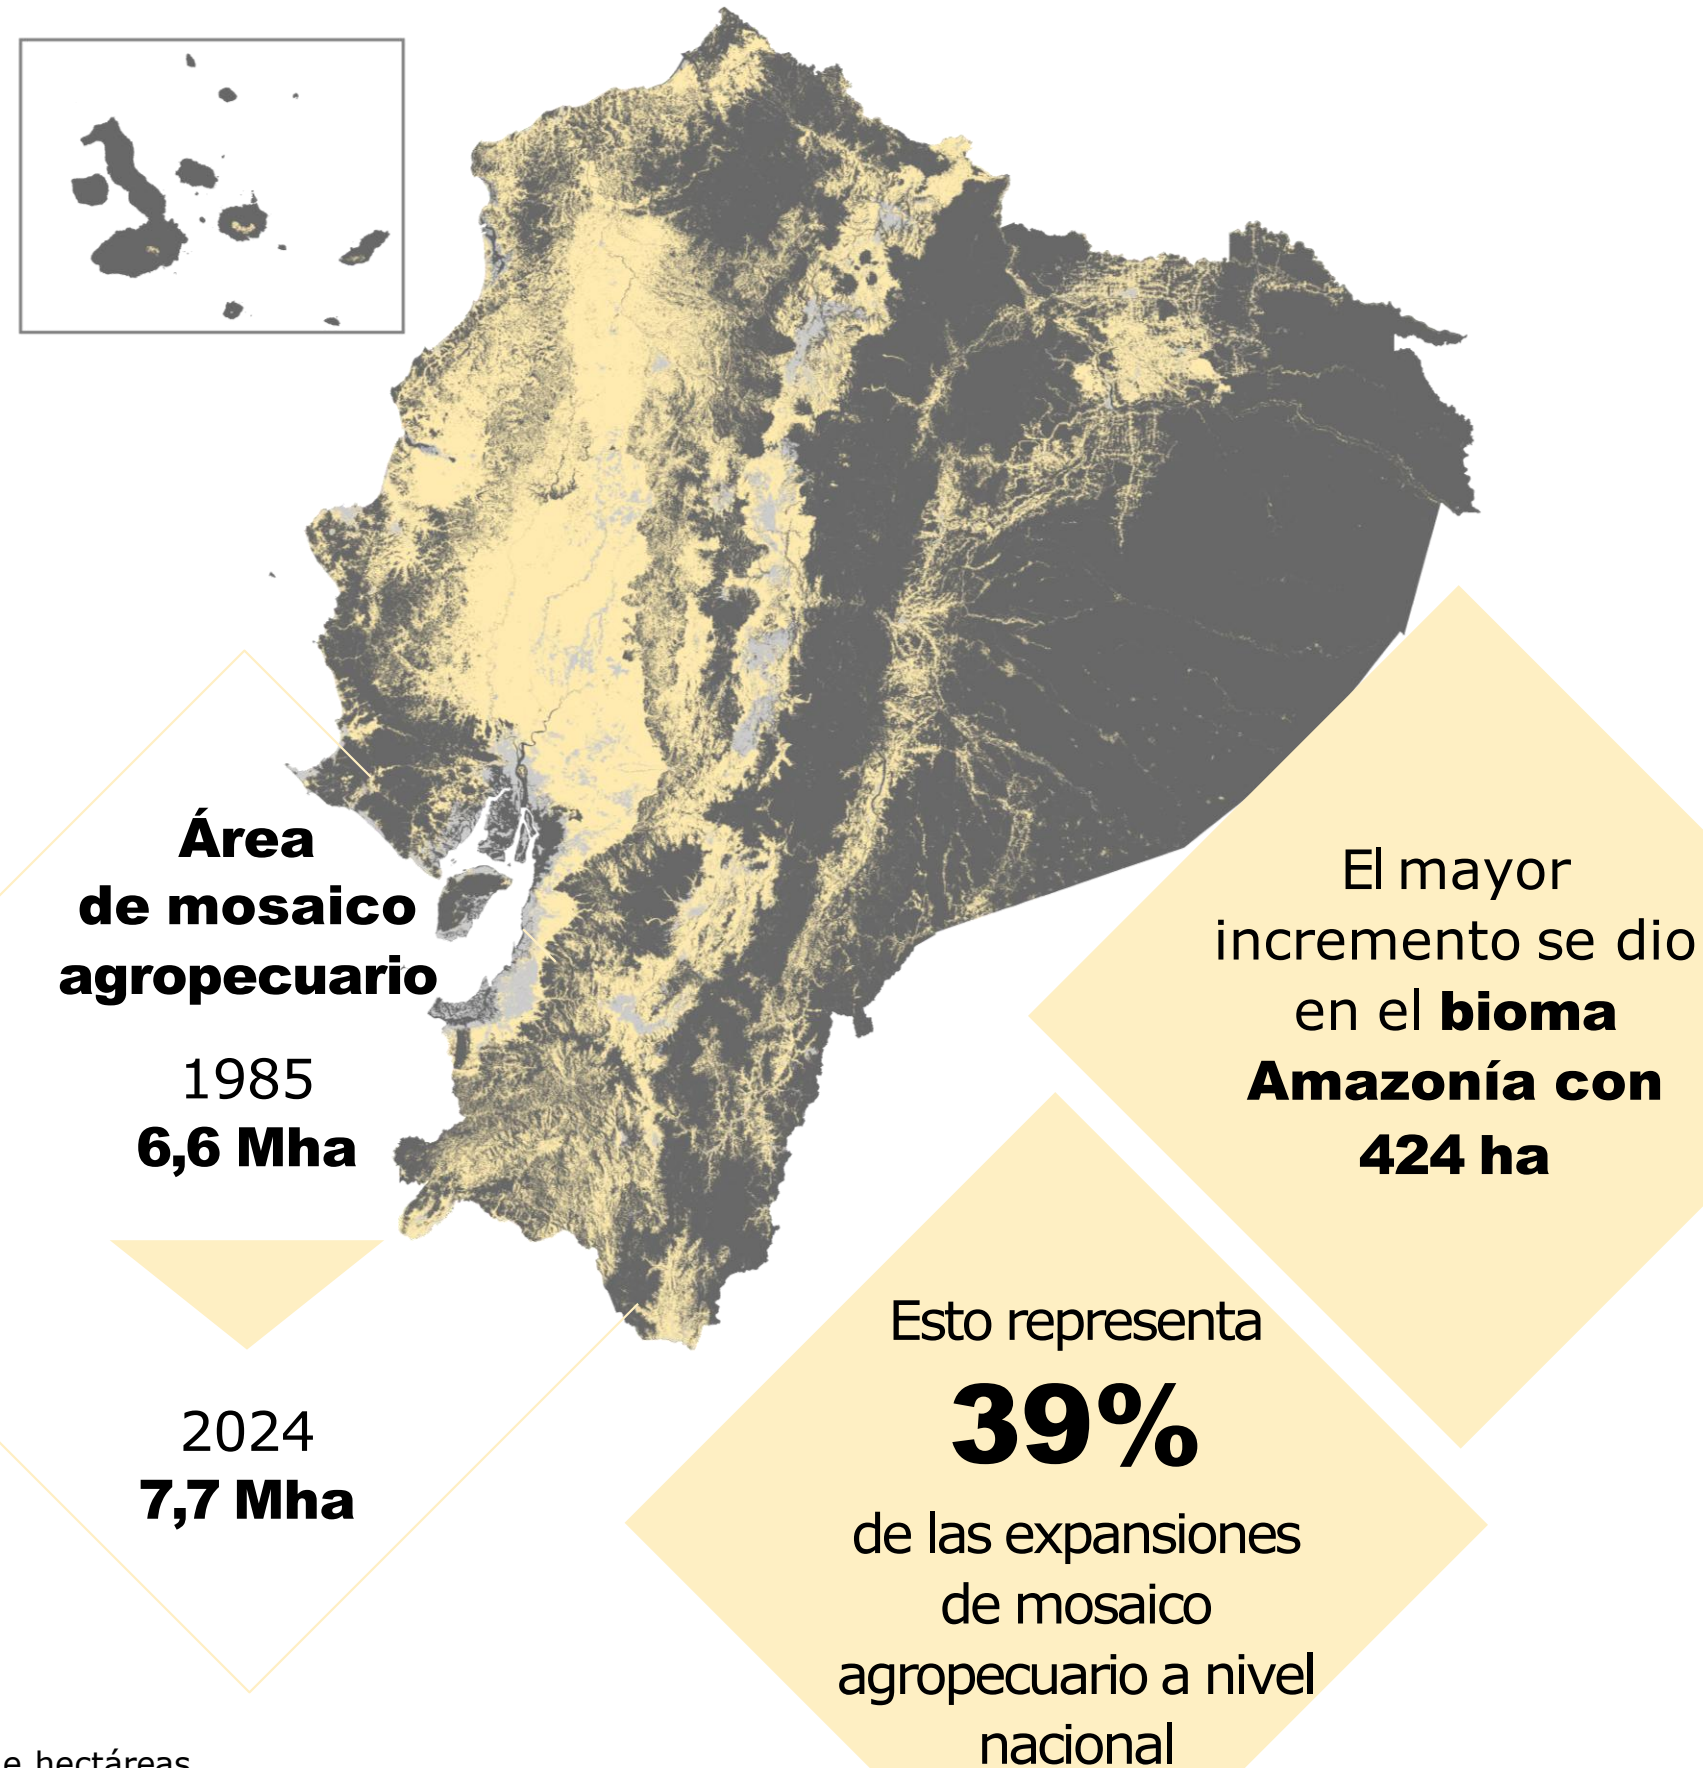 Área
de mosaico
agropecuario
1985
6,6 Mha
2024
7,7 Mha
El mayor
incremento se dio
en el bioma
Amazonía con
424 ha
Esto representa
39%
de las expansiones
de mosaico
agropecuario a nivel
nacional
e hectáreas